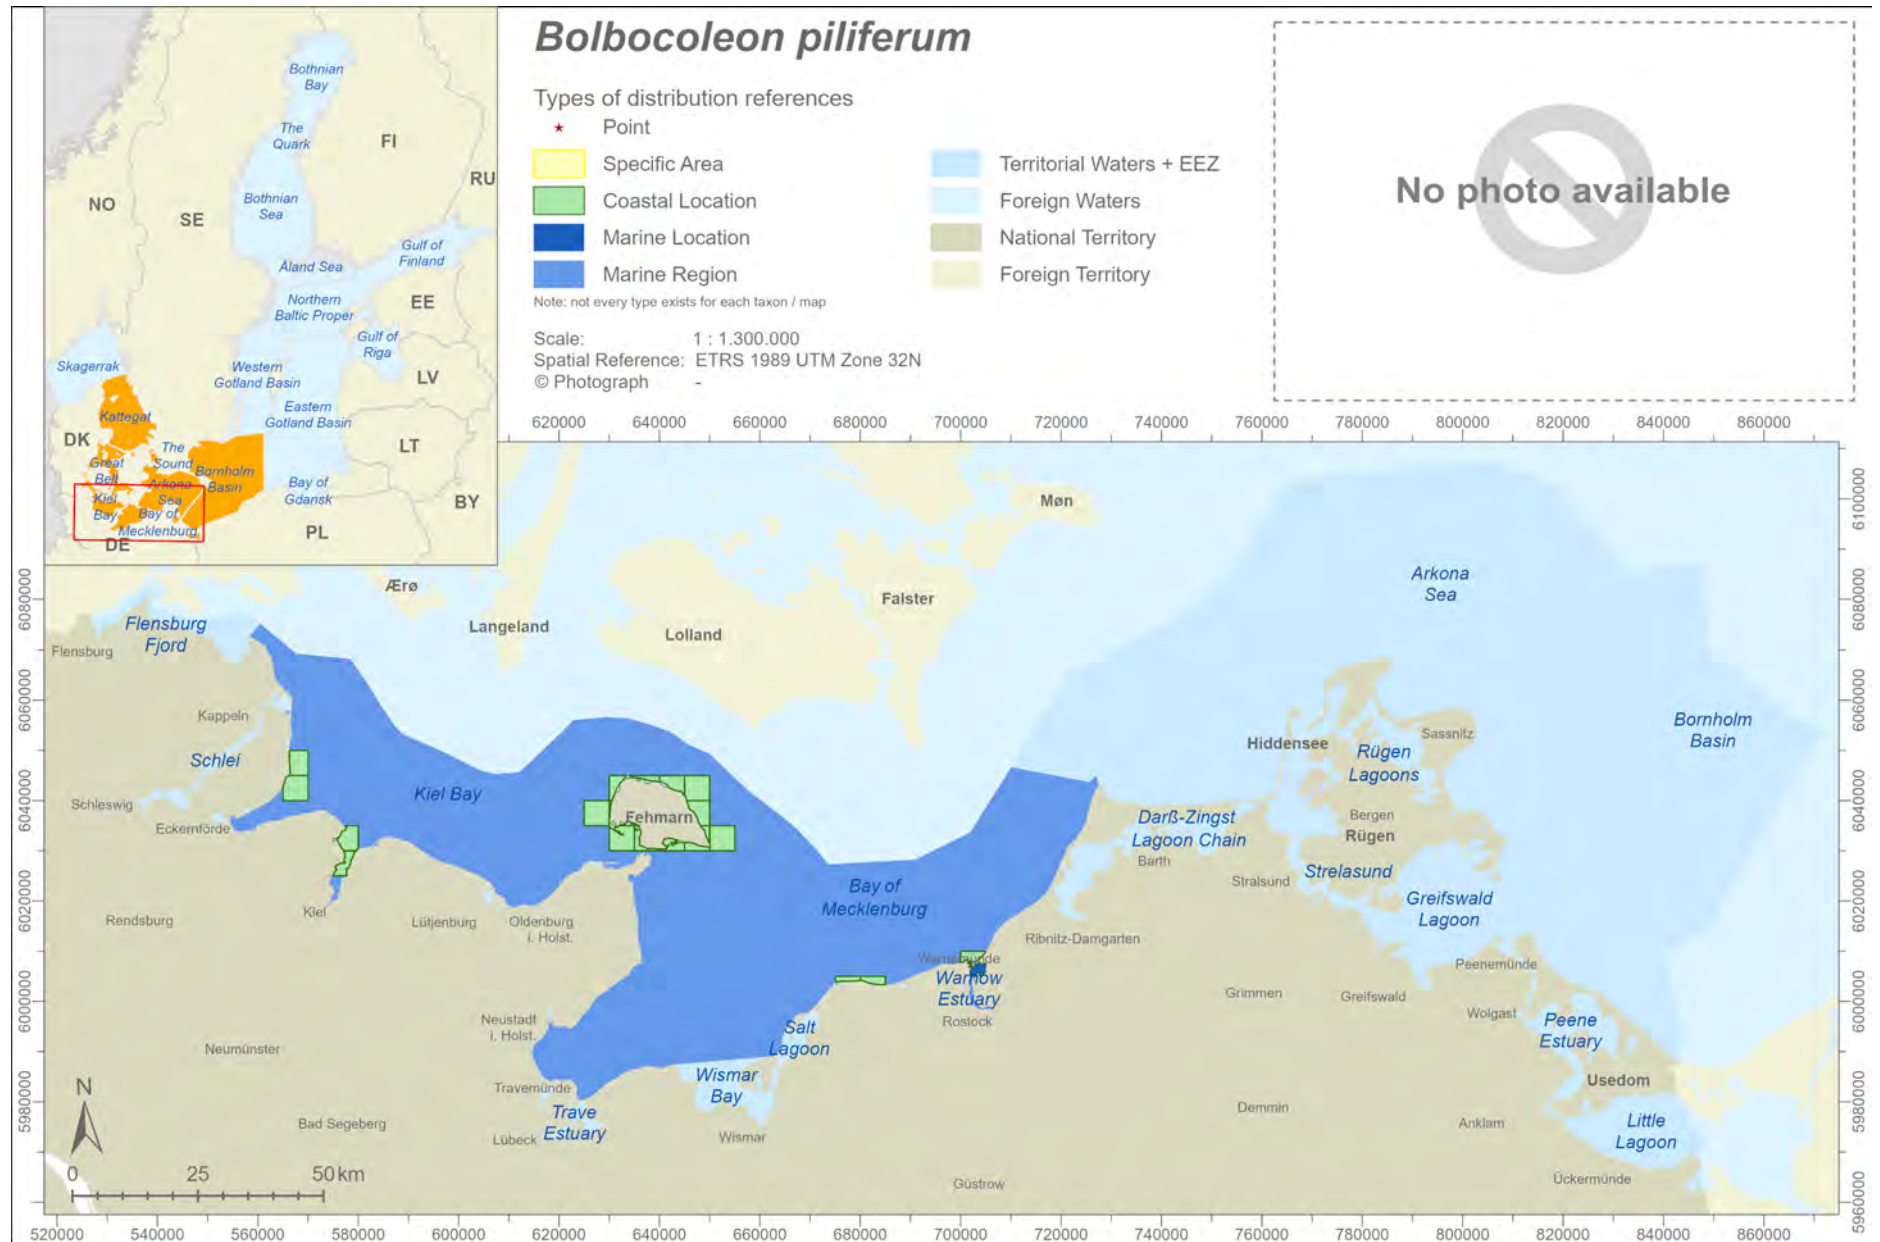 Bolbocoleon piliferum
Types of distribution references
Point
Specific Area
Coastal Location
Marine Location
Marine Region
Territorial Waters + EEZ
Foreign Waters
National Territory
Foreign Territory
Note: not every type exists for each taxon / map
Scale: 1 : 1.300.000
Spatial Reference: ETRS 1989 UTM Zone 32N
© Photograph -
No photo available
Bothnian
Bay
The
Quark
FI
RU
NO
SE
Bothnian
Sea
Gulf of
Finland
Åland Sea
Northern
Baltic Proper
EE
Gulf of
Riga
Skagerrak
Western
Gotland Basin
LV
Kattegat
Eastern
Gotland Basin
DK
The
Sound
LT
Great
Belt
Bornholm
Basin
Arkona
Sea
Kiel
Bay
Bay of
Gdansk
BY
Bay of
Mecklenburg
PL
DE
620000 640000 660000 680000 700000 720000 740000 760000 780000 800000 820000 840000 860000
6100000
6080000
6060000
6040000
6020000
6000000
5980000
5960000
6080000
6060000
6040000
6020000
6000000
5980000
Møn
Ærø
Arkona
Sea
Falster
Langeland
Lolland
Flensburg
Fjord
Flensburg
Kappeln
Bornholm
Basin
Sassnitz
Hiddensee
Rügen
Lagoons
Schlei
Kiel Bay
Schleswig
Fehmarn
Bergen
Rügen
Eckernförde
Darß-Zingst
Lagoon Chain
Barth
Strelasund
Stralsund
Bay of
Mecklenburg
Greifswald
Lagoon
Kiel
Rendsburg
Lütjenburg
Oldenburg
i. Holst.
Ribnitz-Damgarten
Warnemünde
Peenemünde
Warnow
Estuary
Grimmen
Greifswald
Wolgast
Neustadt
i. Holst.
Rostock
Peene
Estuary
Salt
Lagoon
Neumünster
Wismar
Bay
Usedom
Travemünde
Trave
Estuary
Demmin
Bad Segeberg
Anklam
Little
Lagoon
Lübeck
Wismar
Güstrow
Ückermünde
N
0 25 50 km
520000 540000 560000 580000 600000 620000 640000 660000 680000 700000 720000 740000 760000 780000 800000 820000 840000 860000